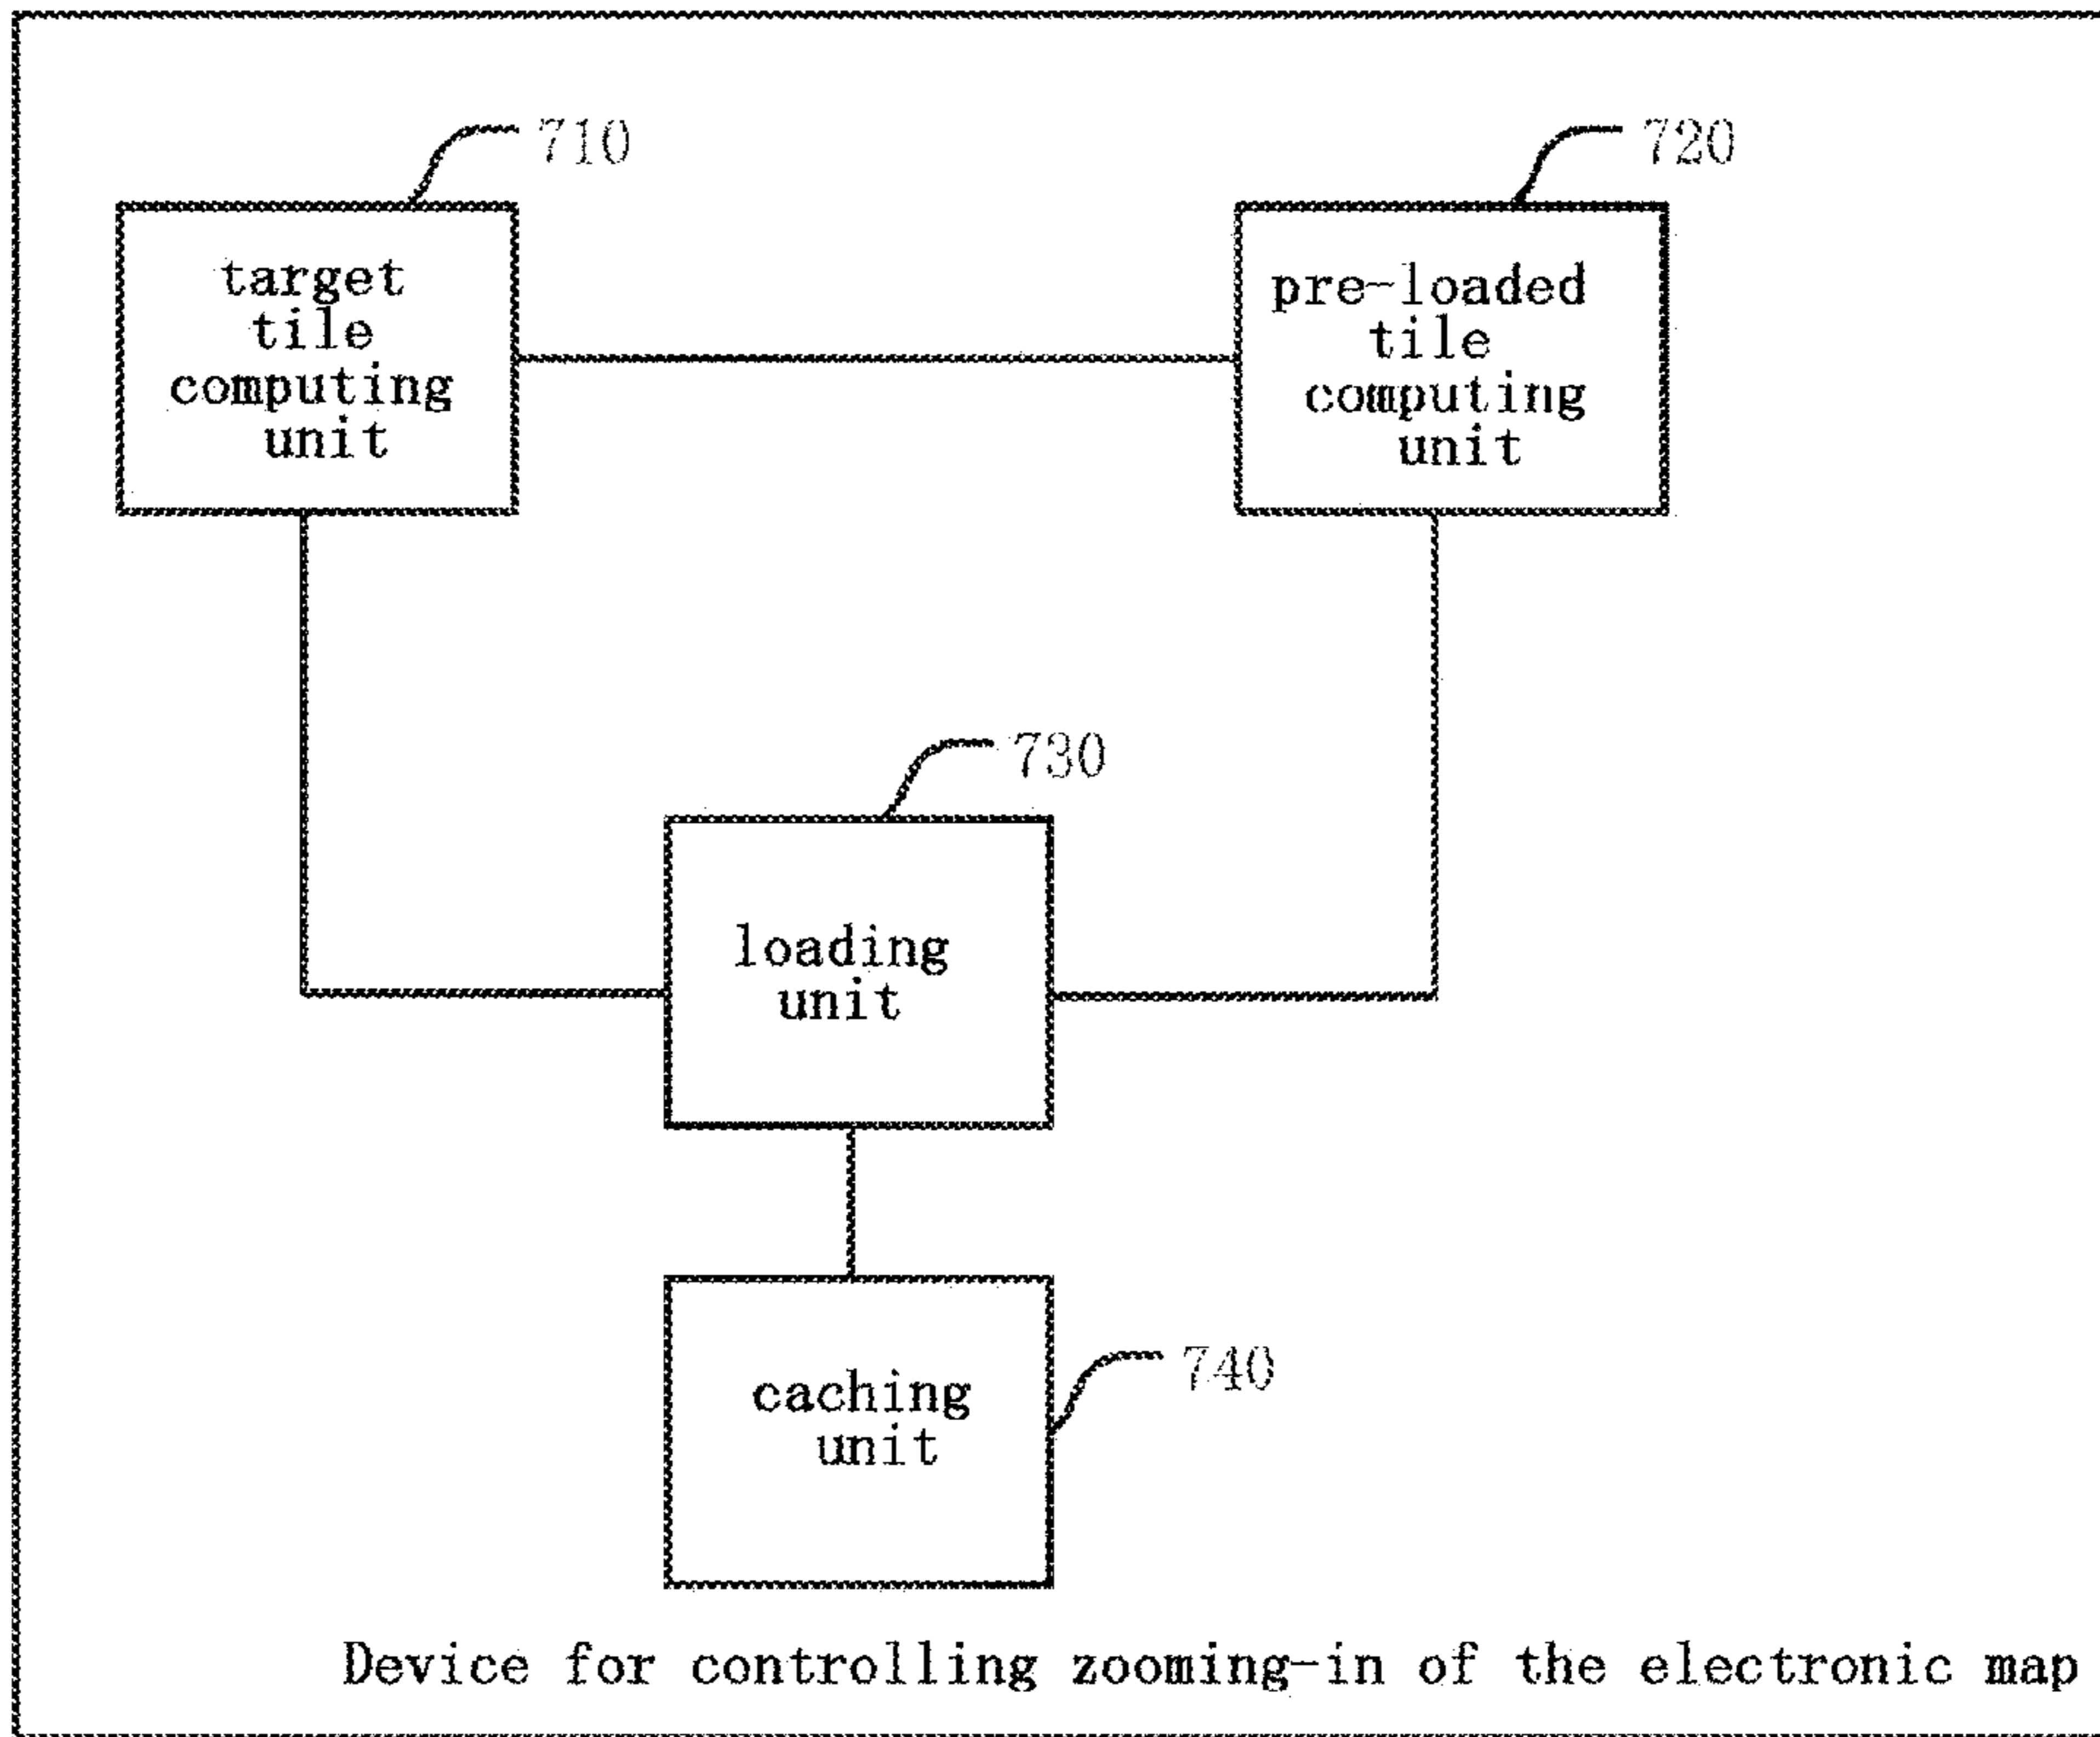 710
720
target
tile
computing
unit
pre-loaded
tile
computing
unit
730
loading
unit
740
caching
unit
Device for controlling zooming-in of the electronic map